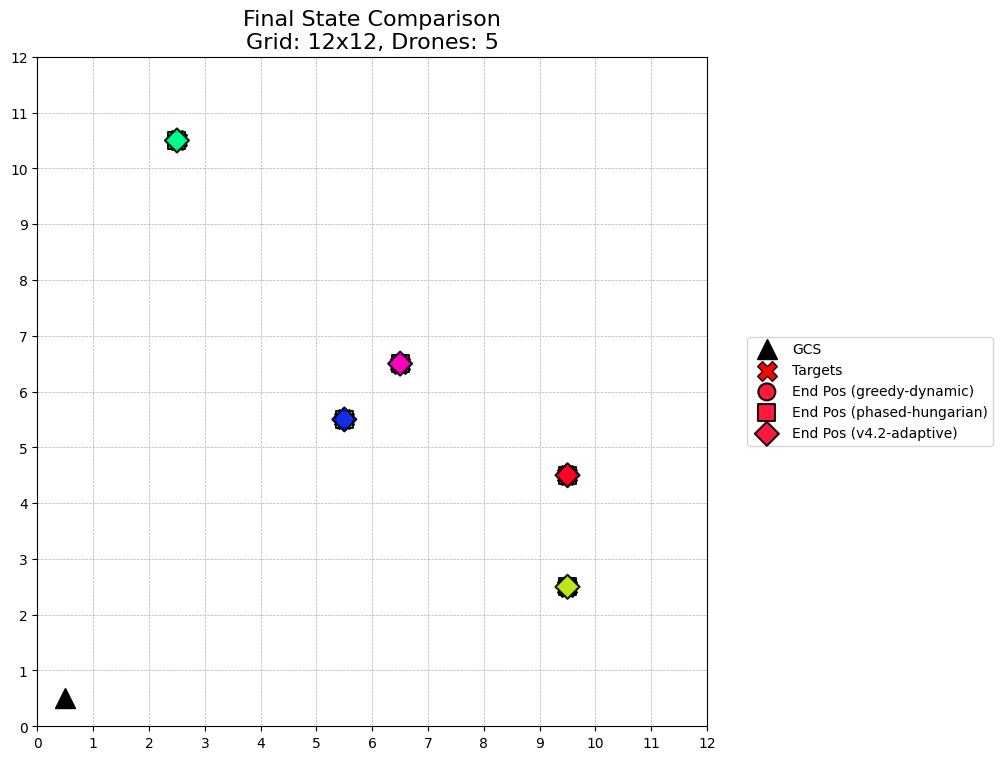 Final State Comparison
Grid: 12x12, Drones: 5
12
11
10
9
8
7
6
5
4
3
2
1
0
0 1 2 3 4 5 6 7 8 9 10 11 12
GCS
Targets
End Pos (greedy-dynamic)
End Pos (phased-hungarian)
End Pos (v4.2-adaptive)